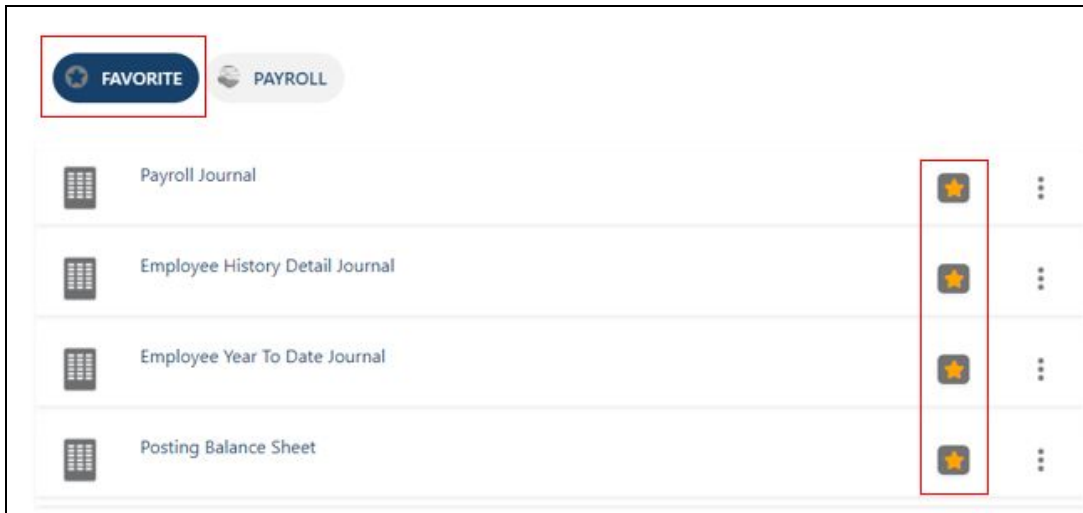 FAVORITE PAYROLL
Payroll Journal
Employee History Detail Journal
Employee Year To Date Journal
Posting Balance Sheet